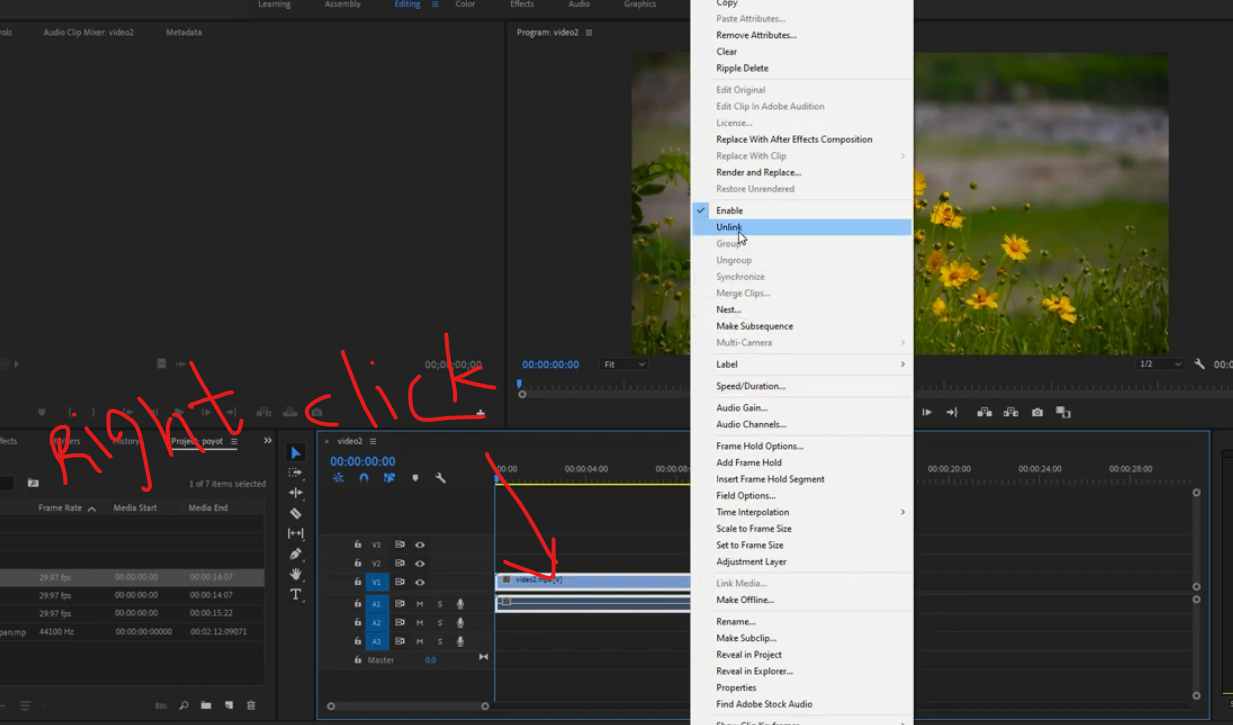 Learning Assembly Editing Color Effects Audio Graphics
Audio Clip Mixer: video2 Metadata
Program: video2
Copy
Paste Attributes...
Remove Attributes...
Clear
Ripple Delete
Edit Original
Edit Clip In Adobe Audition
License...
Replace With After Effects Composition
Replace With Clip
Render and Replace...
Restore Unrendered
Enable
Unlink
Group
Ungroup
Synchronize
Merge Clips...
Nest...
Make Subsequence
Multi-Camera
Label
Speed/Duration...
Audio Gain...
Audio Channels...
Frame Hold Options...
Add Frame Hold
Insert Frame Hold Segment
Field Options...
Time Interpolation
Scale to Frame Size
Set to Frame Size
Adjustment Layer
Link Media...
Make Offline...
Rename...
Make Subclip...
Reveal in Project
Reveal in Explorer...
Properties
Find Adobe Stock Audio
Show Clip Keyframes
00;00;00;00
00:00:00:00 Fit 1/2
Right click
History Project: poyot
1 of 7 items selected
Frame Rate Media Start Media End
29.97 fps 00:00:00:00 00:00:14:07
29.97 fps 00:00:00:00 00:00:14:07
29.97 fps 00:00:00:00 00:00:15:22
pan.mp 44100 Hz 00:00:00:00000 00:02:12:09071
video2
00:00:00:00
:00:00 00:00:04:00 00:00:08: 00:00:20:00 00:00:24:00 00:00:28:00
V3
V2
V1 video2.mp4 [V]
A1 M S
A2 M S
A3 M S
Master 0.0